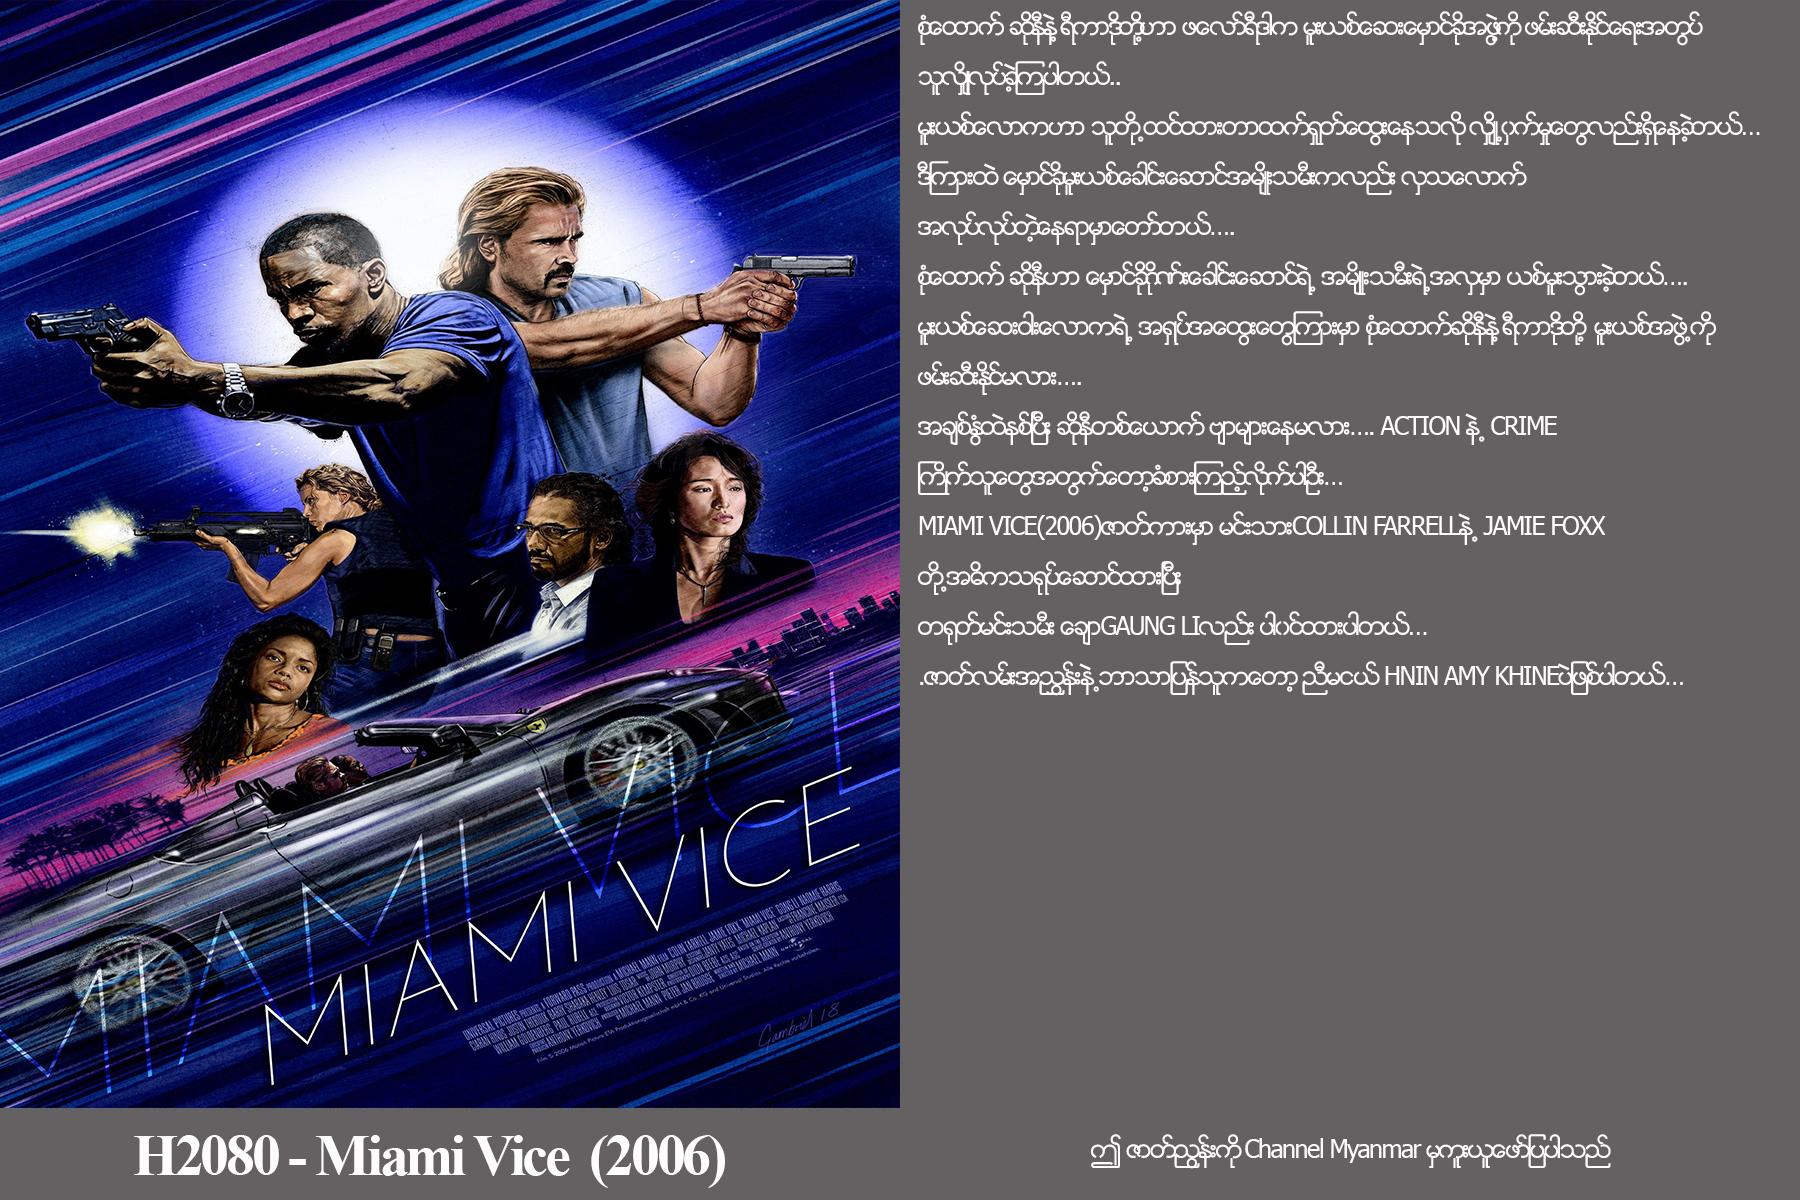 စုံထောက် ဆိုနီနဲ့ ရီကာဒိုတို့ဟာ ဖလော်ရီဒါက မူးယစ်ဆေးမှောင်ခိုအဖွဲ့ကို ဖမ်းဆီးနိုင်ရေးအတွပ်
သူလျှိုလုပ်ခဲ့ကြပါတယ်..
မူးယစ်လောကဟာ သူတို့ထင်ထားတာထက်ရှုတ်ထွေးနေသလို လျှို့ဝှက်မှုတွေလည်းရှိနေခဲ့တယ်...
ဒီကြားထဲ မှောင်ခိုမူးယစ်ခေါင်းဆောင်အမျိုးသမီးကလည်း လှသလောက်
အလုပ်လုပ်တဲ့နေရာမှာတော်တယ်....
စုံထောက် ဆိုနီဟာ မှောင်ခိုဂိုဏ်းခေါင်းဆောင်ရဲ့ အမျိုးသမီးရဲ့အလှမှာ ယစ်မူးသွားခဲ့တယ်....
မူးယစ်ဆေးဝါးလောကရဲ့ အရှုပ်အထွေးတွေကြားမှာ စုံထောက်ဆိုနီနဲ့ ရီကာဒိုတို့ မူးယစ်အဖွဲ့ကို
ဖမ်းဆီးနိုင်မလား....
အချစ်နွံထဲနစ်ပြီး ဆိုနီတစ်ယောက် ဗျာများနေမလား.... ACTION နဲ့ CRIME
ကြိုက်သူတွေအတွက်တော့ခံစားကြည့်လိုက်ပါဦး...
MIAMI VICE(2006)ဇာတ်ကားမှာ မင်းသားCOLLIN FARRELLနဲ့ JAMIE FOXX
တို့အဓိကသရုပ်ဆောင်ထားပြီး
တရုတ်မင်းသမီး ချောGAUNG LIလည်း ပါဝင်ထားပါတယ်...
.ဇာတ်လမ်းအညွှန်းနဲ့ဘာသာပြန်သူကတော့ ညီမငယ် HNIN AMY KHINEပဲဖြစ်ပါတယ်...
MIAMI VICE
MIAMI VICE
Gambriel 18
H2080 - Miami Vice (2006)
ဤ ဇာတ်ညွှန်းကို Channel Myanmar မှကူးယူဖော်ပြပါသည်